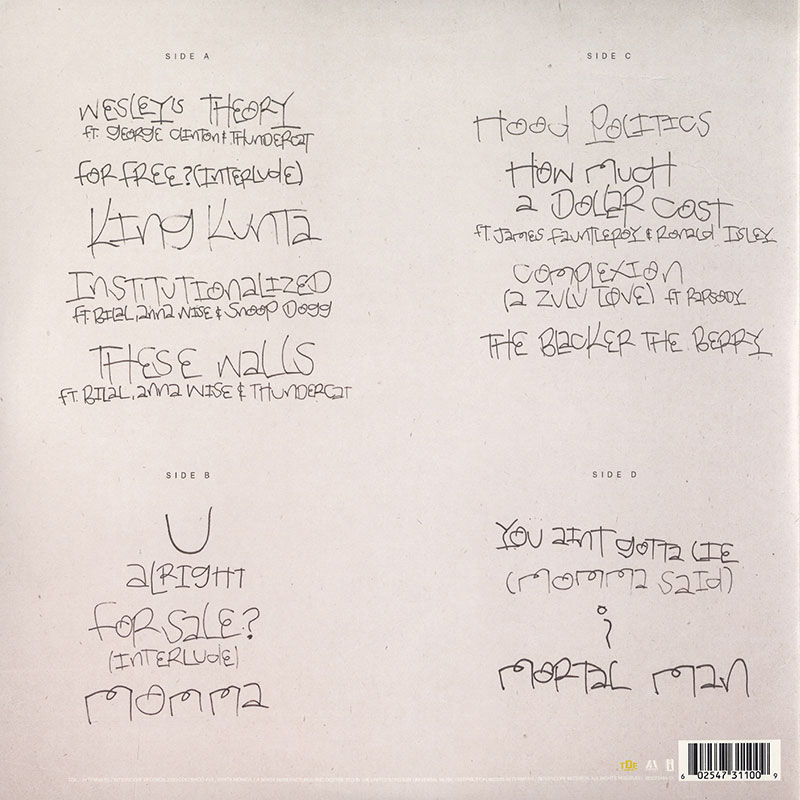 SIDE A
WESLEY'S THEORY
FT. GEORGE CLINTON & THUNDERCAT
FOR FREE? (INTERLUDE)
KING KUNTA
INSTITUTIONALIZED
FT BILAL, ANNA WISE & SNOOP DOGG
THESE WALLS
FT. BILAL, ANNA WISE & THUNDERCAT
SIDE B
U
ALRIGHT
FOR SALE?
(INTERLUDE)
MOMMA
SIDE C
HOOD POLITICS
HOW MUCH
A DOLLAR COST
FT. JAMES FAUNTLEROY & RONALD ISLEY
COMPLEXION
(A ZULU LOVE) FT RAPSODY
THE BLACKER THE BERRY
SIDE D
YOU AINT GOTTA LIE
(MOMMA SAID)
i
MORTAL MAN
TDE
6 02547 31100 9